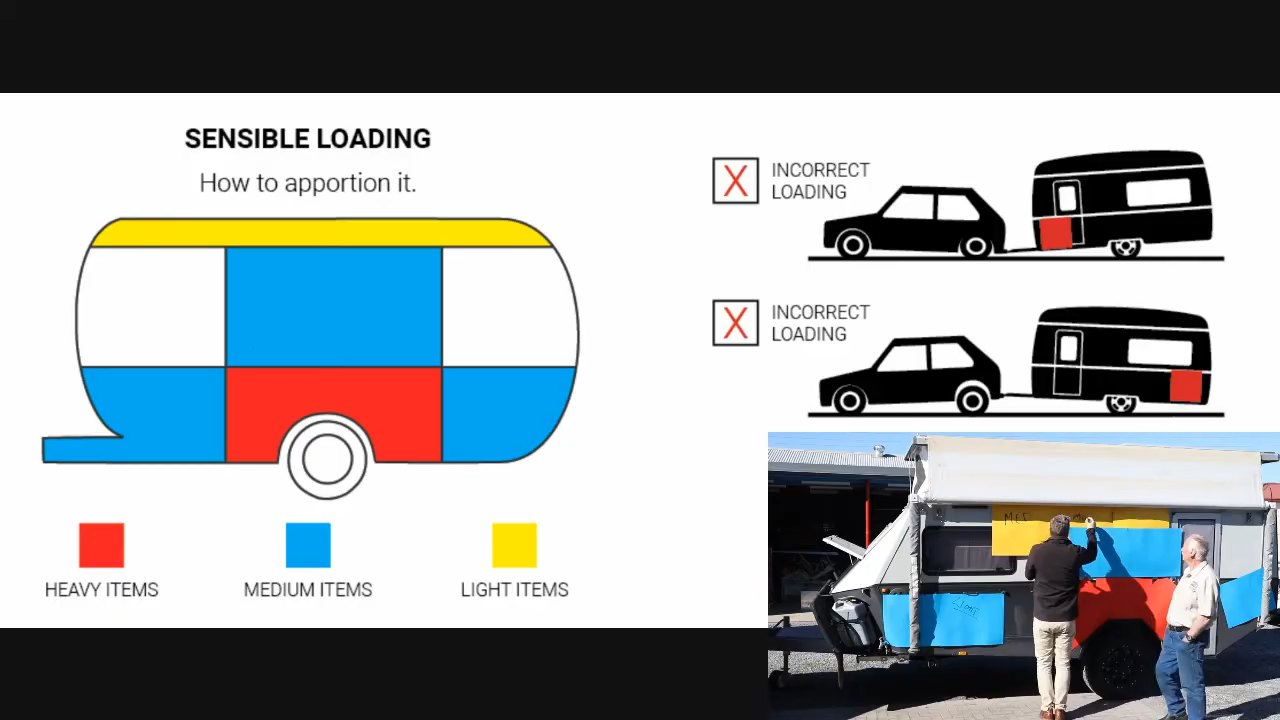 SENSIBLE LOADING
How to apportion it.
HEAVY ITEMS
MEDIUM ITEMS
LIGHT ITEMS
X
INCORRECT
LOADING
X
INCORRECT
LOADING